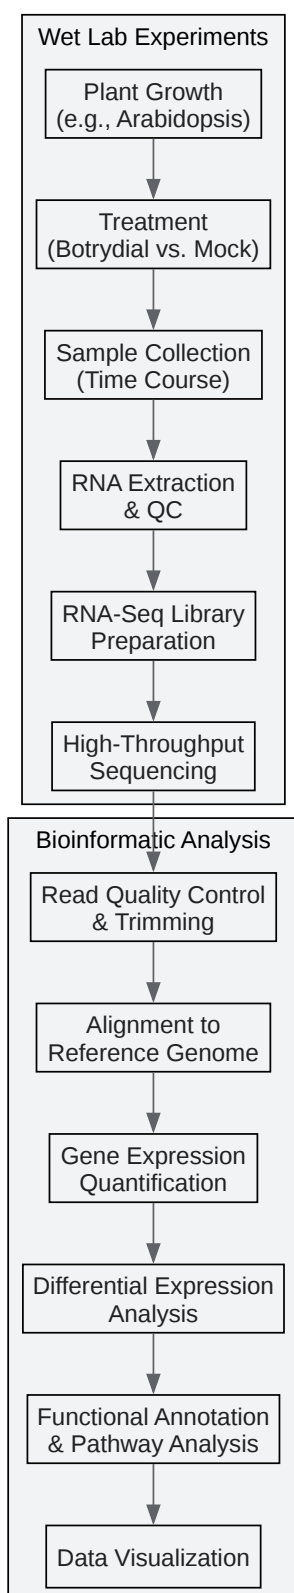 Wet Lab Experiments
Plant Growth
(e.g., Arabidopsis)
Treatment
(Botrydial vs. Mock)
Sample Collection
(Time Course)
RNA Extraction
& QC
RNA-Seq Library
Preparation
High-Throughput
Sequencing
Bioinformatic Analysis
Read Quality Control
& Trimming
Alignment to
Reference Genome
Gene Expression
Quantification
Differential Expression
Analysis
Functional Annotation
& Pathway Analysis
Data Visualization